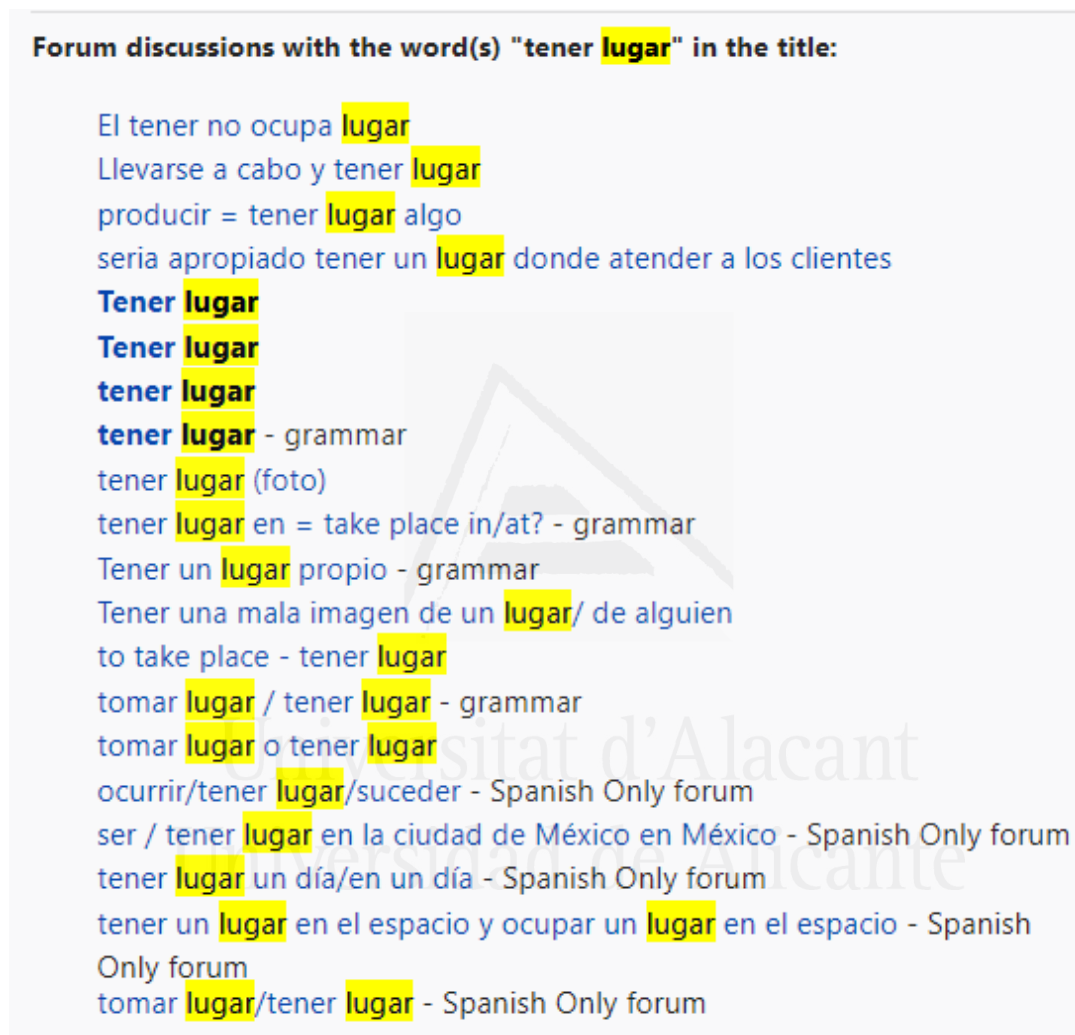 Forum discussions with the word(s) "tener lugar" in the title:
El tener no ocupa lugar
Llevarse a cabo y tener lugar
producir = tener lugar algo
seria apropiado tener un lugar donde atender a los clientes
Tener lugar
Tener lugar
tener lugar
tener lugar - grammar
tener lugar (foto)
tener lugar en = take place in/at? - grammar
Tener un lugar propio - grammar
Tener una mala imagen de un lugar/ de alguien
to take place - tener lugar
tomar lugar / tener lugar - grammar
Universitat d'Alacant
tomar lugar o tener lugar
ocurrir/tener lugar/suceder - Spanish Only forum
ser / tener lugar en la ciudad de México en México - Spanish Only forum
Universidad de Alicante
tener lugar un día/en un día - Spanish Only forum
tener un lugar en el espacio y ocupar un lugar en el espacio - Spanish
Only forum
tomar lugar/tener lugar - Spanish Only forum